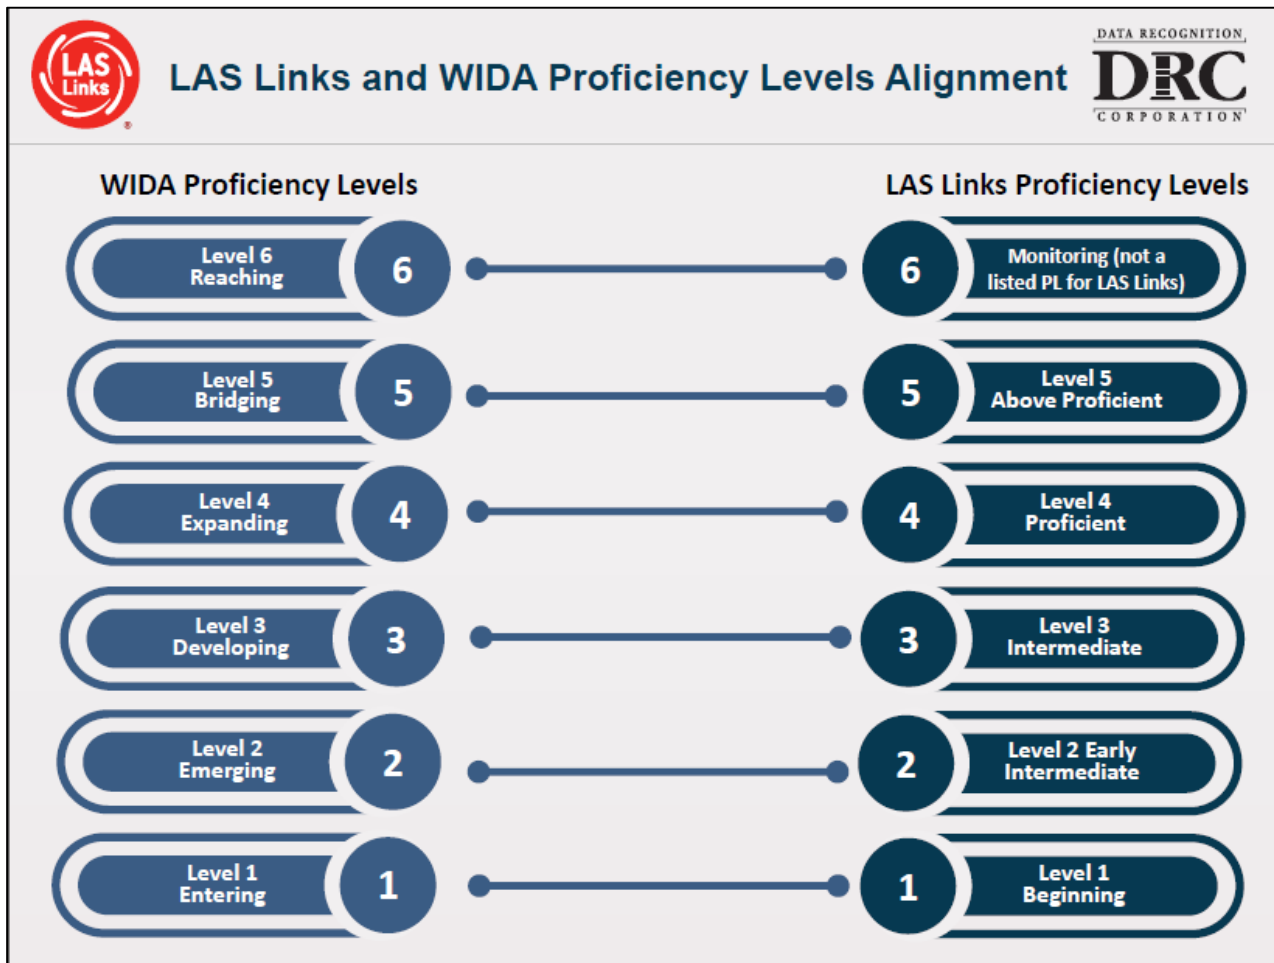 LAS
Links
®
LAS Links and WIDA Proficiency Levels Alignment
DATA RECOGNITION
DRC
CORPORATION
WIDA Proficiency Levels
LAS Links Proficiency Levels
Level 6
Reaching
6
6
Monitoring (not a
listed PL for LAS Links)
Level 5
Bridging
5
5
Level 5
Above Proficient
Level 4
Expanding
4
4
Level 4
Proficient
Level 3
Developing
3
3
Level 3
Intermediate
Level 2
Emerging
2
2
Level 2 Early
Intermediate
Level 1
Entering
1
1
Level 1
Beginning